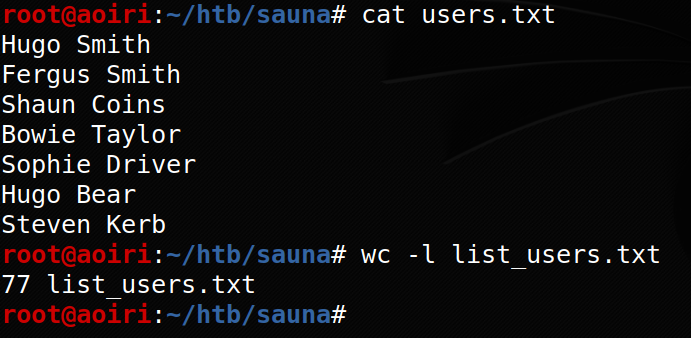 root@aoiri:~/htb/sauna# cat users.txt
Hugo Smith
Fergus Smith
Shaun Coins
Bowie Taylor
Sophie Driver
Hugo Bear
Steven Kerb
root@aoiri:~/htb/sauna# wc -l list_users.txt
77 list_users.txt
root@aoiri:~/htb/sauna#